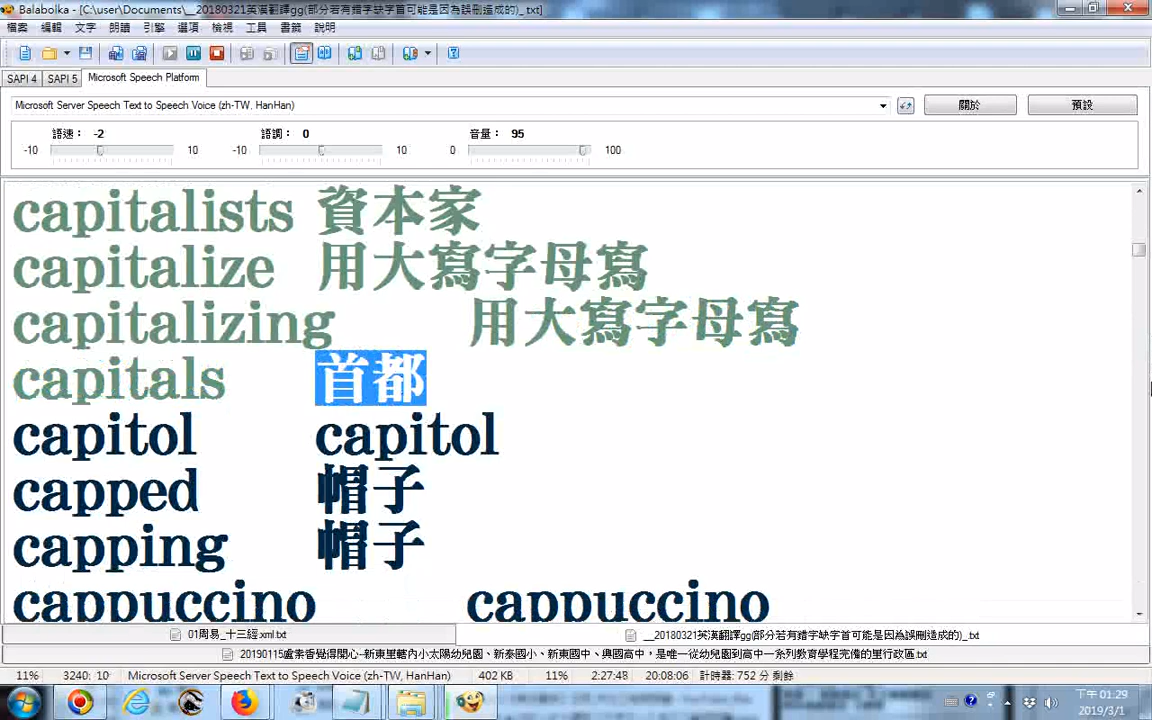 Balabolka - [C:\user\Documents\__20180321英漢翻譯gg(部分若有錯字缺字首可能是因為誤刪造成的)_.txt]
檔案 編輯 文字 朗讀 引擎 選項 檢視 工具 書籤 說明
SAPI 4 SAPI 5 Microsoft Speech Platform
Microsoft Server Speech Text to Speech Voice (zh-TW, HanHan) 關於 預設
語速： -2 語調： 0 音量： 95
-10 10 -10 10 0 100
capitalists 資本家
capitalize 用大寫字母寫
capitalizing 用大寫字母寫
capitals 首都
capitol capitol
capped 帽子
capping 帽子
cappuccino cappuccino
01周易_十三經.xml.txt __20180321英漢翻譯gg(部分若有錯字缺字首可能是因為誤刪造成的)_.txt
20190115盧素香覺得開心-新東里轄內小太陽幼兒園、新泰國小、新東國中、興國高中，是唯一從幼兒園到高中一糸列教育學程完備的里行政區.txt
11% 3240: 10 Microsoft Server Speech Text to Speech Voice (zh-TW, HanHan) 402 KB 11% 2:27:48 20:08:06 計時器: 752 分 剩餘
下午 01:29
2019/3/1